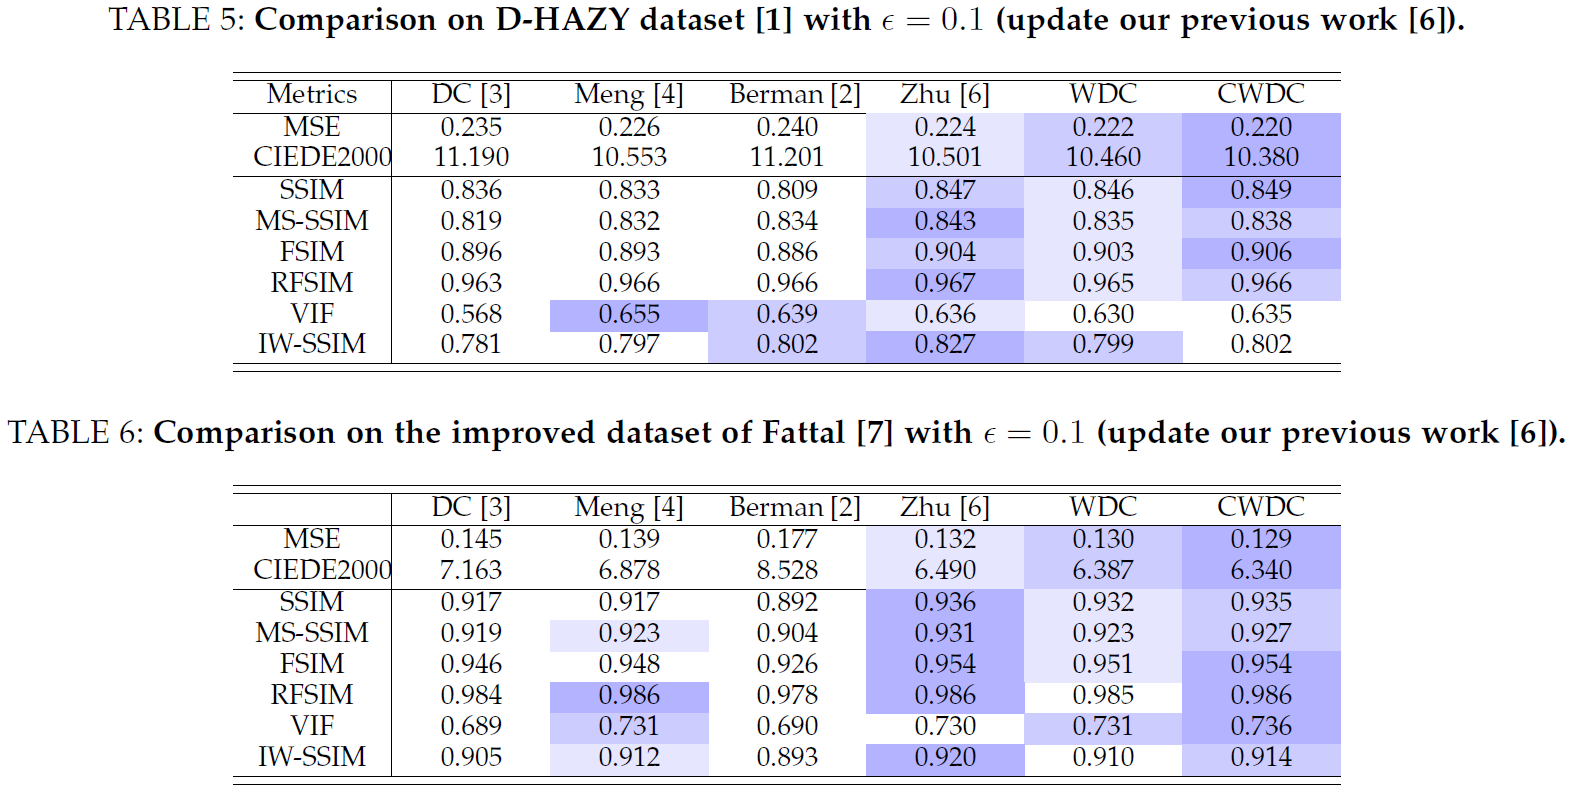 TABLE 5: Comparison on D-HAZY dataset [1] with ϵ = 0.1 (update our previous work [6]).
Metrics DC [3] Meng [4] Berman [2] Zhu [6] WDC CWDC
MSE 0.235 0.226 0.240 0.224 0.222 0.220
CIEDE2000 11.190 10.553 11.201 10.501 10.460 10.380
SSIM 0.836 0.833 0.809 0.847 0.846 0.849
MS-SSIM 0.819 0.832 0.834 0.843 0.835 0.838
FSIM 0.896 0.893 0.886 0.904 0.903 0.906
RFSIM 0.963 0.966 0.966 0.967 0.965 0.966
VIF 0.568 0.655 0.639 0.636 0.630 0.635
IW-SSIM 0.781 0.797 0.802 0.827 0.799 0.802
TABLE 6: Comparison on the improved dataset of Fattal [7] with ϵ = 0.1 (update our previous work [6]).
DC [3] Meng [4] Berman [2] Zhu [6] WDC CWDC
MSE 0.145 0.139 0.177 0.132 0.130 0.129
CIEDE2000 7.163 6.878 8.528 6.490 6.387 6.340
SSIM 0.917 0.917 0.892 0.936 0.932 0.935
MS-SSIM 0.919 0.923 0.904 0.931 0.923 0.927
FSIM 0.946 0.948 0.926 0.954 0.951 0.954
RFSIM 0.984 0.986 0.978 0.986 0.985 0.986
VIF 0.689 0.731 0.690 0.730 0.731 0.736
IW-SSIM 0.905 0.912 0.893 0.920 0.910 0.914